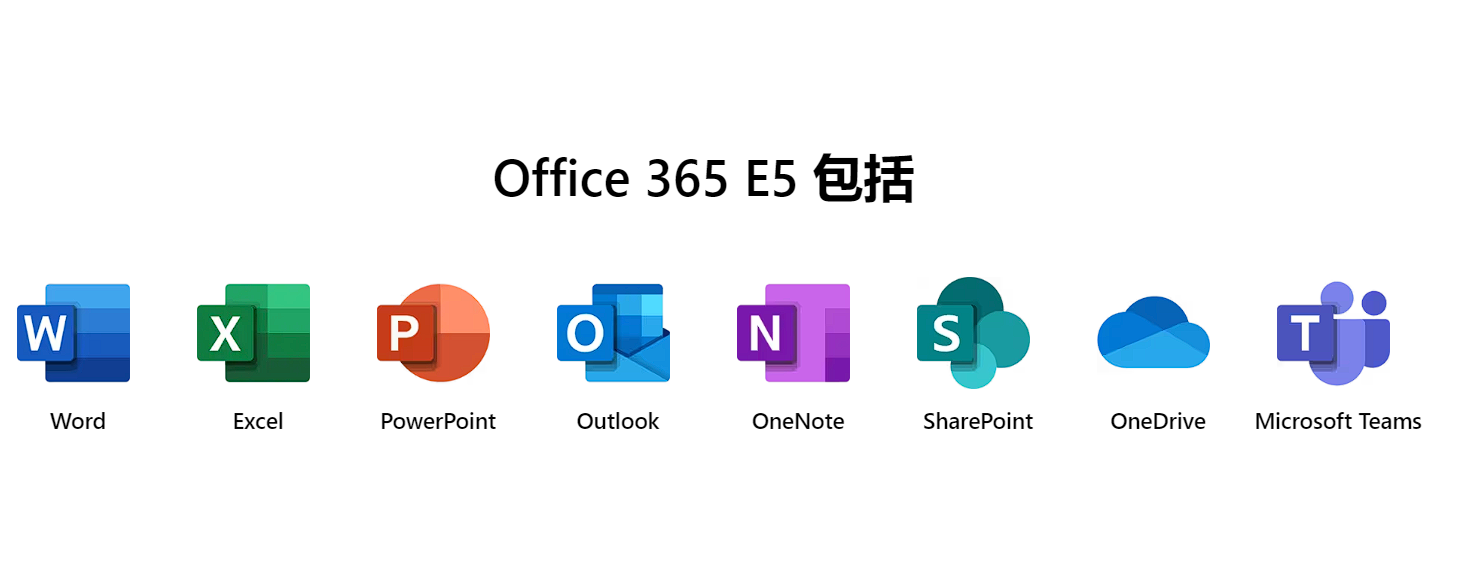 Office 365 E5 包括
W X P O N S T
Word Excel PowerPoint Outlook OneNote SharePoint OneDrive Microsoft Teams